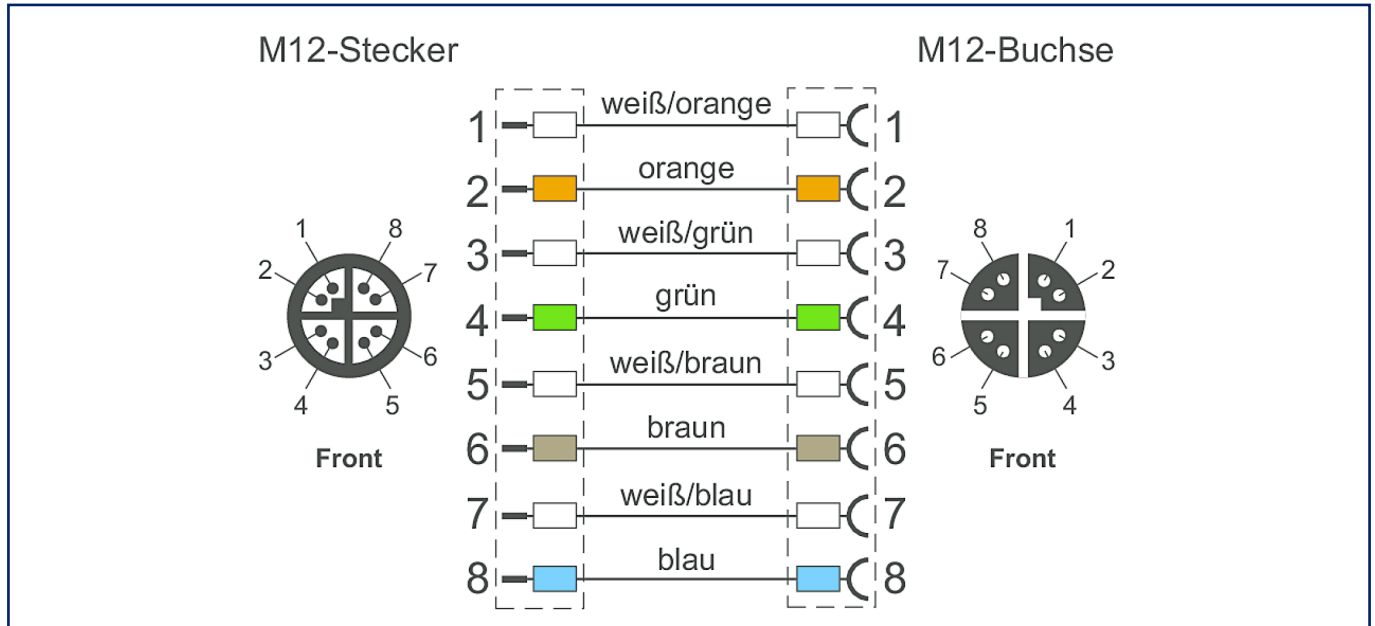 M12-Stecker M12-Buchse
1 weiß/orange 1
2 orange 2
3 weiß/grün 3
4 grün 4
5 weiß/braun 5
6 braun 6
7 weiß/blau 7
8 blau 8
1 8
2 7
3 6
4 5
Front
8 1
7 2
6 3
5 4
Front